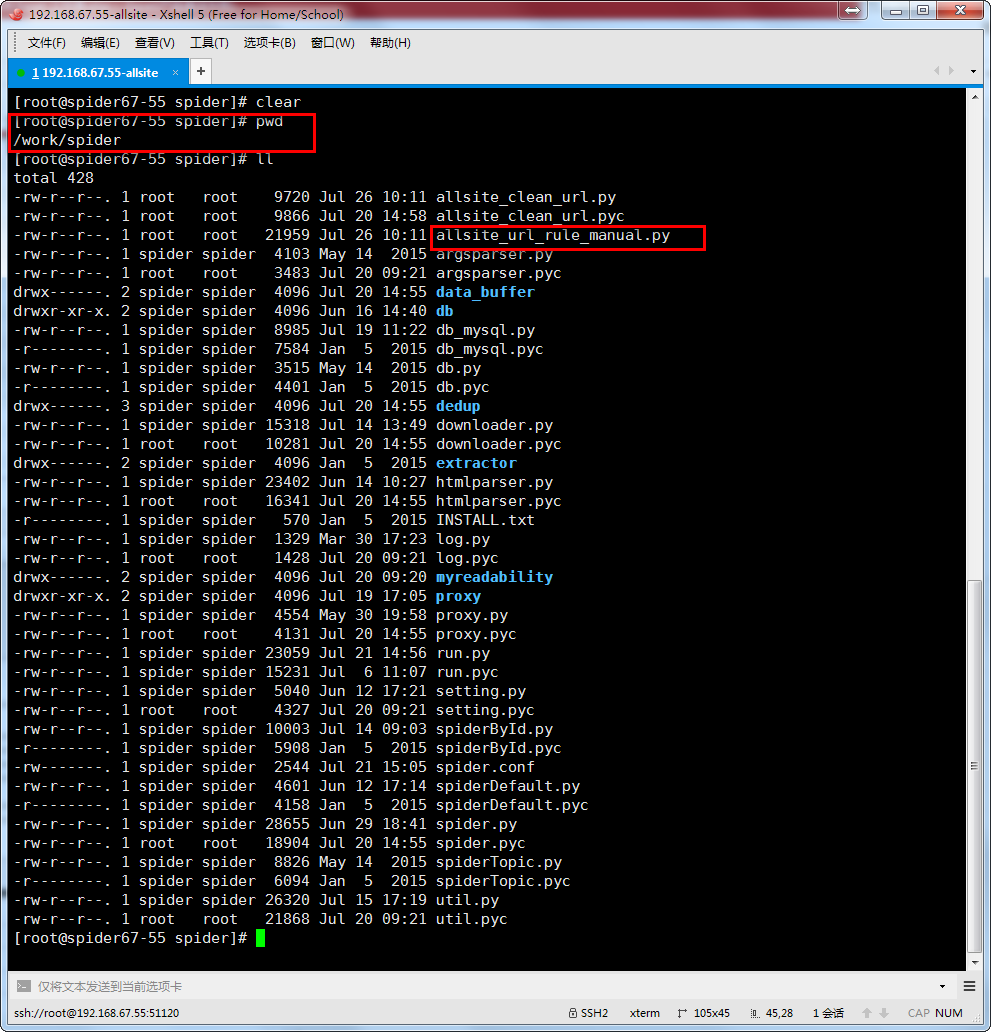 192.168.67.55-allsite - Xshell 5 (Free for Home/School)
文件(F) 编辑(E) 查看(V) 工具(T) 选项卡(B) 窗口(W) 帮助(H)
1 192.168.67.55-allsite × +
[root@spider67-55 spider]# clear
[root@spider67-55 spider]# pwd
/work/spider
[root@spider67-55 spider]# ll
total 428
-rw-r--r--. 1 root   root    9720 Jul 26 10:11 allsite_clean_url.py
-rw-r--r--. 1 root   root    9866 Jul 20 14:58 allsite_clean_url.pyc
-rw-r--r--. 1 root   root   21959 Jul 26 10:11 allsite_url_rule_manual.py
-rw-r--r--. 1 spider spider  4103 May 14  2015 argsparser.py
-rw-r--r--. 1 root   root    3483 Jul 20 09:21 argsparser.pyc
drwx------. 2 spider spider  4096 Jul 20 14:55 data_buffer
drwxr-xr-x. 2 spider spider  4096 Jun 16 14:40 db
-rw-r--r--. 1 spider spider  8985 Jul 19 11:22 db_mysql.py
-r--------. 1 spider spider  7584 Jan  5  2015 db_mysql.pyc
-rw-r--r--. 1 spider spider  3515 May 14  2015 db.py
-r--------. 1 spider spider  4401 Jan  5  2015 db.pyc
drwx------. 3 spider spider  4096 Jul 20 14:55 dedup
-rw-r--r--. 1 spider spider 15318 Jul 14 13:49 downloader.py
-rw-r--r--. 1 root   root   10281 Jul 20 14:55 downloader.pyc
drwx------. 2 spider spider  4096 Jan  5  2015 extractor
-rw-r--r--. 1 spider spider 23402 Jun 14 10:27 htmlparser.py
-rw-r--r--. 1 root   root   16341 Jul 20 14:55 htmlparser.pyc
-r--------. 1 spider spider   570 Jan  5  2015 INSTALL.txt
-rw-r--r--. 1 spider spider  1329 Mar 30 17:23 log.py
-rw-r--r--. 1 root   root    1428 Jul 20 09:21 log.pyc
drwx------. 2 spider spider  4096 Jul 20 09:20 myreadability
drwxr-xr-x. 2 spider spider  4096 Jul 19 17:05 proxy
-rw-r--r--. 1 spider spider  4554 May 30 19:58 proxy.py
-rw-r--r--. 1 root   root    4131 Jul 20 14:55 proxy.pyc
-rw-r--r--. 1 spider spider 23059 Jul 21 14:56 run.py
-rw-r--r--. 1 spider spider 15231 Jul  6 11:07 run.pyc
-rw-r--r--. 1 spider spider  5040 Jun 12 17:21 setting.py
-rw-r--r--. 1 root   root    4327 Jul 20 09:21 setting.pyc
-rw-r--r--. 1 spider spider 10003 Jul 14 09:03 spiderById.py
-r--------. 1 spider spider  5908 Jan  5  2015 spiderById.pyc
-rw-------. 1 spider spider  2544 Jul 21 15:05 spider.conf
-rw-r--r--. 1 spider spider  4601 Jun 12 17:14 spiderDefault.py
-r--------. 1 spider spider  4158 Jan  5  2015 spiderDefault.pyc
-rw-r--r--. 1 spider spider 28655 Jun 29 18:41 spider.py
-rw-r--r--. 1 root   root   18904 Jul 20 14:55 spider.pyc
-rw-r--r--. 1 spider spider  8826 May 14  2015 spiderTopic.py
-r--------. 1 spider spider  6094 Jan  5  2015 spiderTopic.pyc
-rw-r--r--. 1 spider spider 26320 Jul 15 17:19 util.py
-rw-r--r--. 1 root   root   21868 Jul 20 09:21 util.pyc
[root@spider67-55 spider]#
仅将文本发送到当前选项卡
ssh://root@192.168.67.55:51120 SSH2 xterm 105x45 45,28 1 会话 CAP NUM